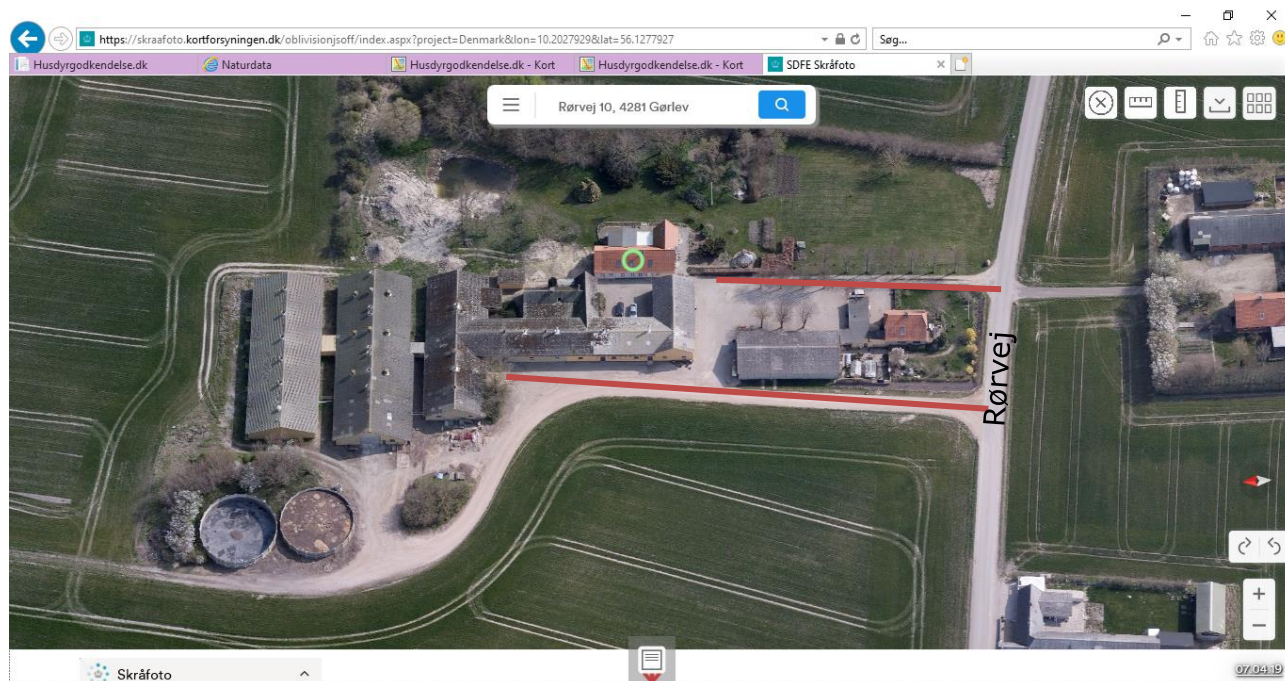 https://skraafoto.kortforsyningen.dk/oblivionjsoff/index.aspx?project=Denmark&lon=10.2027929&lat=56.1277927
Søg...
Husdyrgodkendelse.dk
Naturdata
Husdyrgodkendelse.dk - Kort
Husdyrgodkendelse.dk - Kort
SDFE Skråfoto
Rørvej 10, 4281 Gørlev
Rørvej
Skråfoto
07.04.19